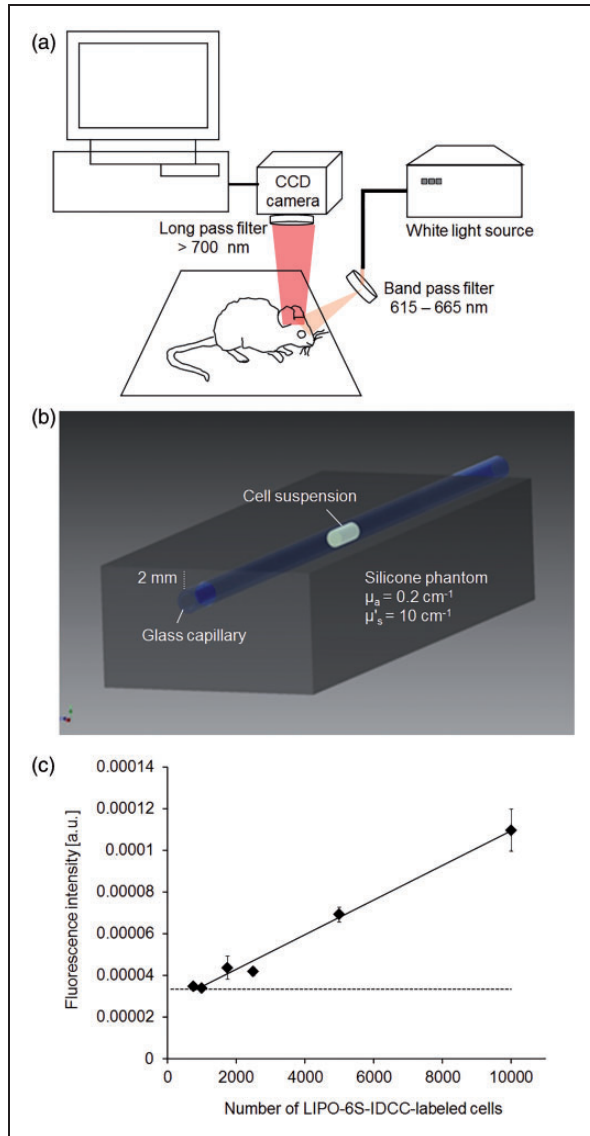 (a)
CCD
camera
Long pass filter
> 700 nm
White light source
Band pass filter
615 – 665 nm
(b)
Cell suspension
2 mm
Glass capillary
Silicone phantom
μa = 0.2 cm-1
μ's = 10 cm-1
(c)
Fluorescence intensity [a.u.]
0.00014
0.00012
0.0001
0.00008
0.00006
0.00004
0.00002
0
0 2000 4000 6000 8000 10000
Number of LIPO-6S-IDCC-labeled cells